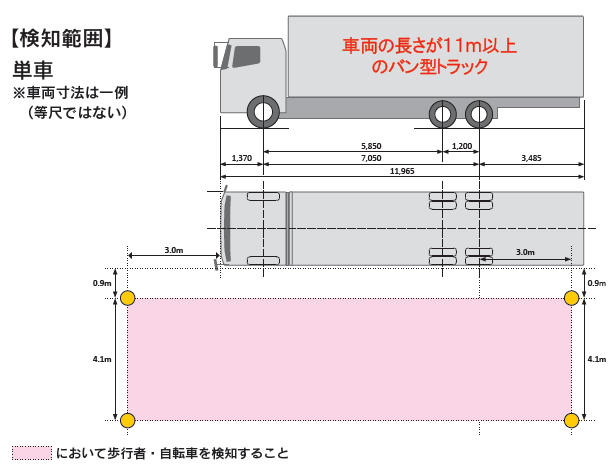 【検知範囲】
単車
※車両寸法は一例
（等尺ではない）
車両の長さが11m以上
のバン型トラック
5,850
1,200
1,370
7,050
3,485
11,965
3.0m
3.0m
0.9m
0.9m
4.1m
4.1m
において歩行者・自転車を検知すること